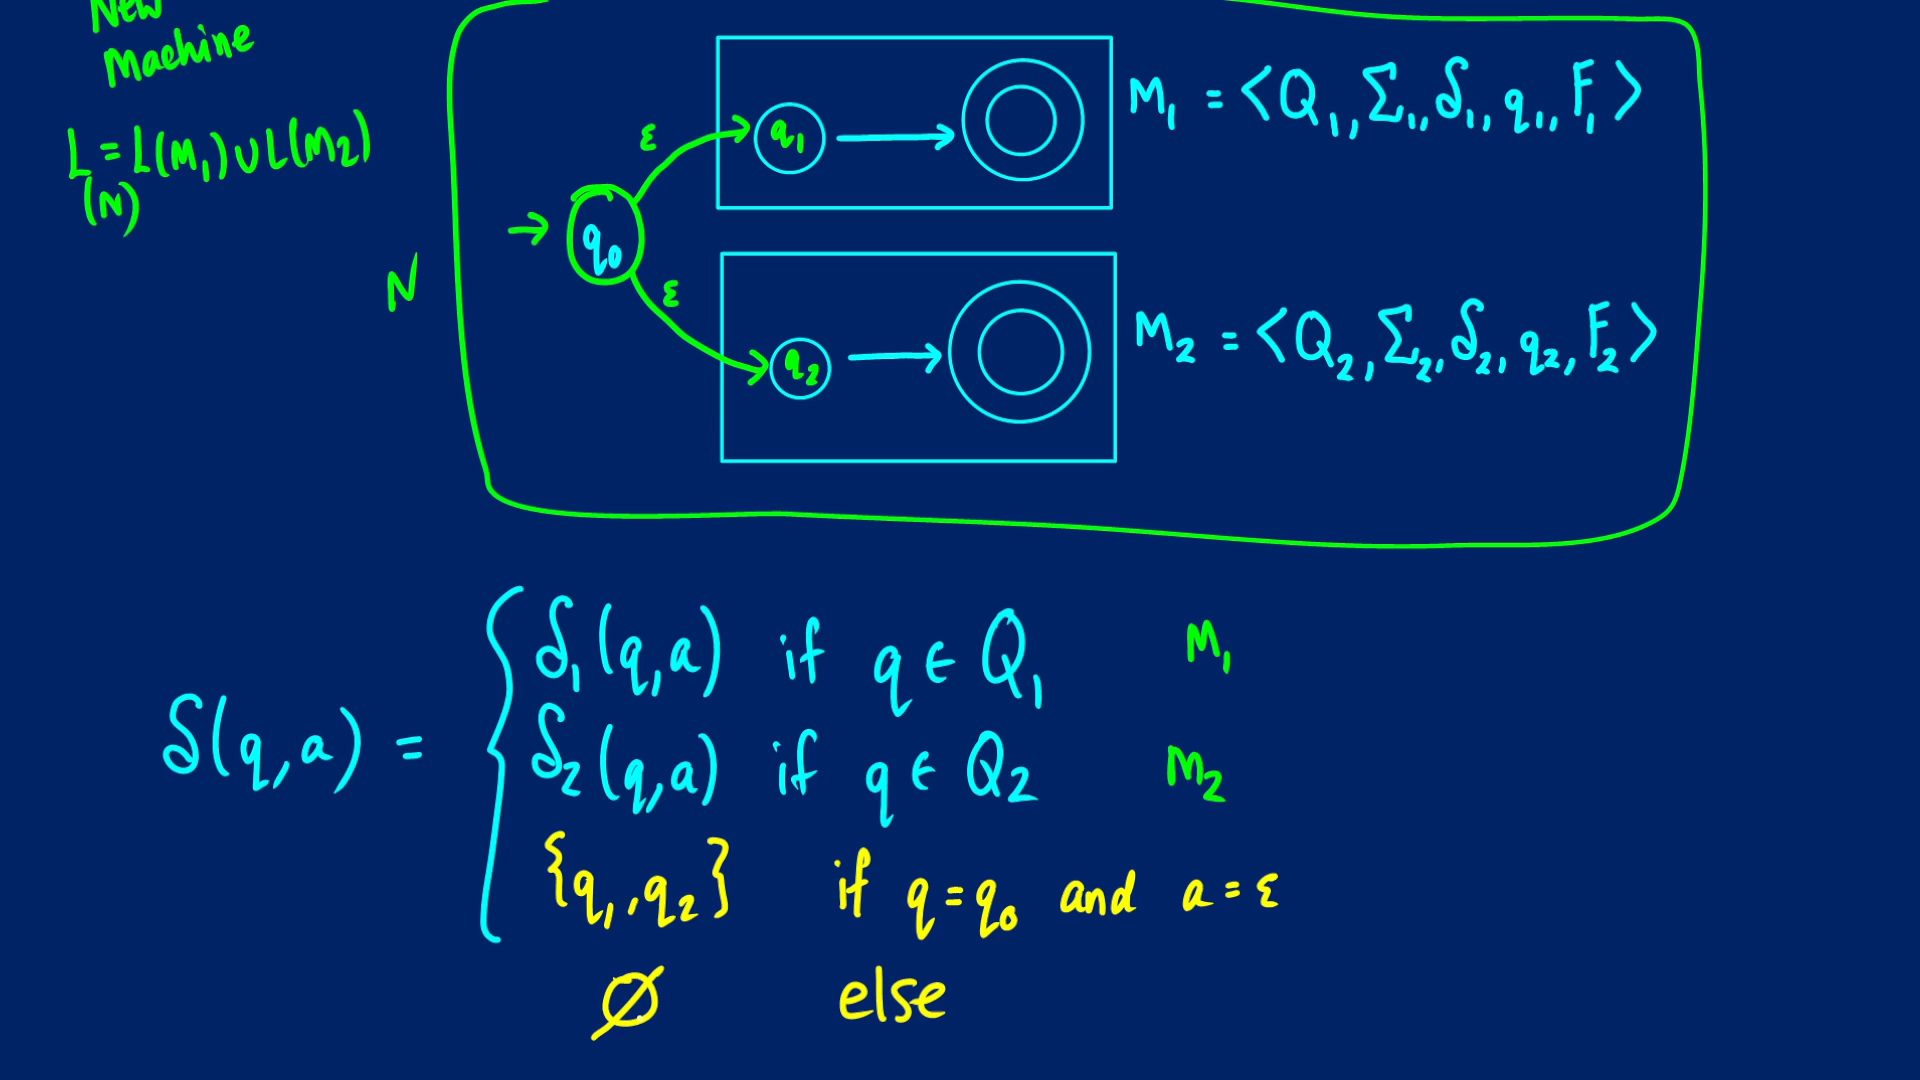 New
Machine
L = L(M₁) ∪ L(M₂)
(N)
N
ε
q₁
M₁ = <Q₁, Σ₁, δ₁, q₁, F₁>
→ q₀
ε
q₂
M₂ = <Q₂, Σ₂, δ₂, q₂, F₂>
δ(q,a) = {
δ₁(q,a) if q ∈ Q₁ M₁
δ₂(q,a) if q ∈ Q₂ M₂
{q₁,q₂} if q = q₀ and a = ε
∅ else